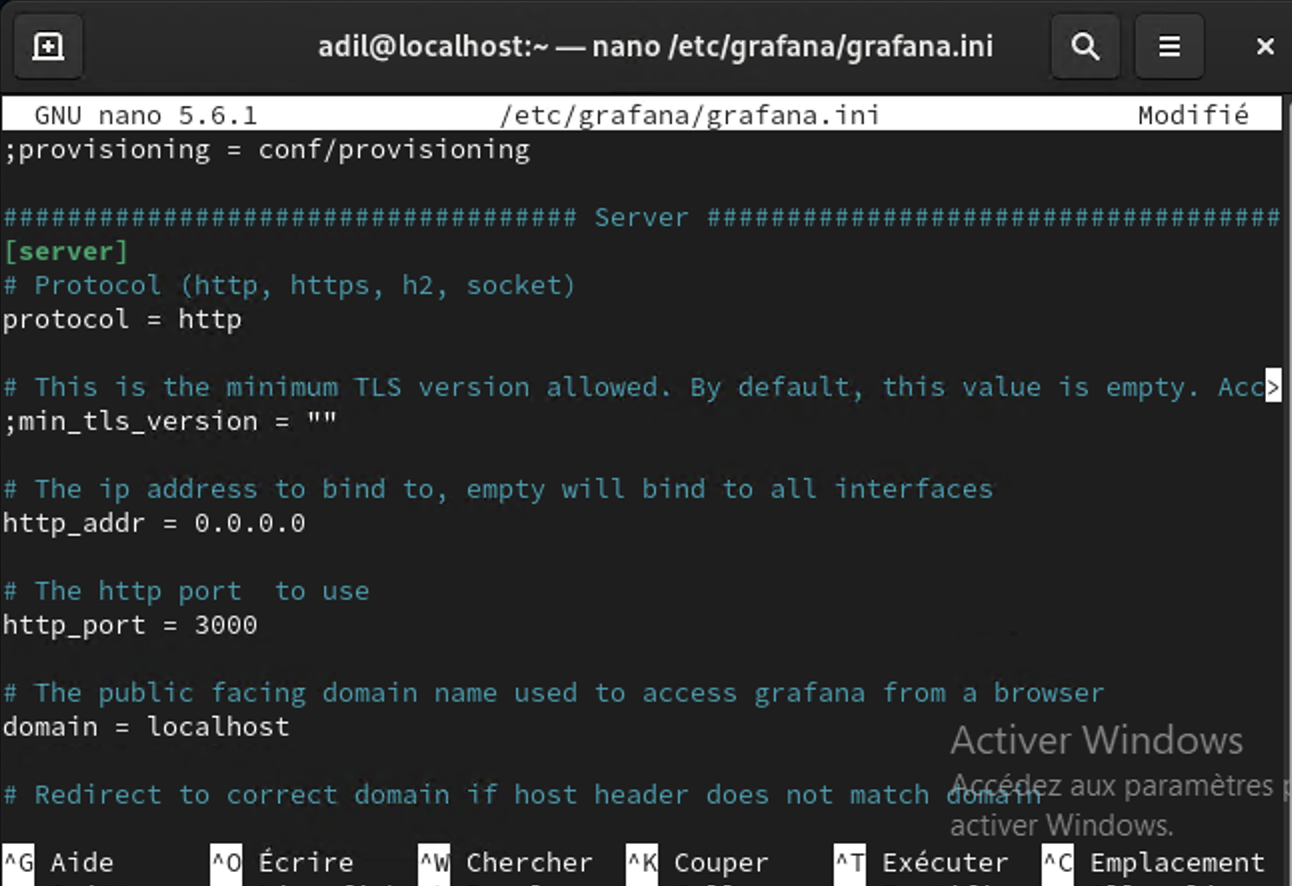 adil@localhost:~ — nano /etc/grafana/grafana.ini
GNU nano 5.6.1 /etc/grafana/grafana.ini Modifié
;provisioning = conf/provisioning
#################################### Server ####################################
[server]
# Protocol (http, https, h2, socket)
protocol = http
# This is the minimum TLS version allowed. By default, this value is empty. Acc>
;min_tls_version = ""
# The ip address to bind to, empty will bind to all interfaces
http_addr = 0.0.0.0
# The http port  to use
http_port = 3000
# The public facing domain name used to access grafana from a browser
domain = localhost
# Redirect to correct domain if host header does not match domain
Activer Windows
Accédez aux paramètres p
activer Windows.
^G Aide ^O Écrire ^W Chercher ^K Couper ^T Exécuter ^C Emplacement